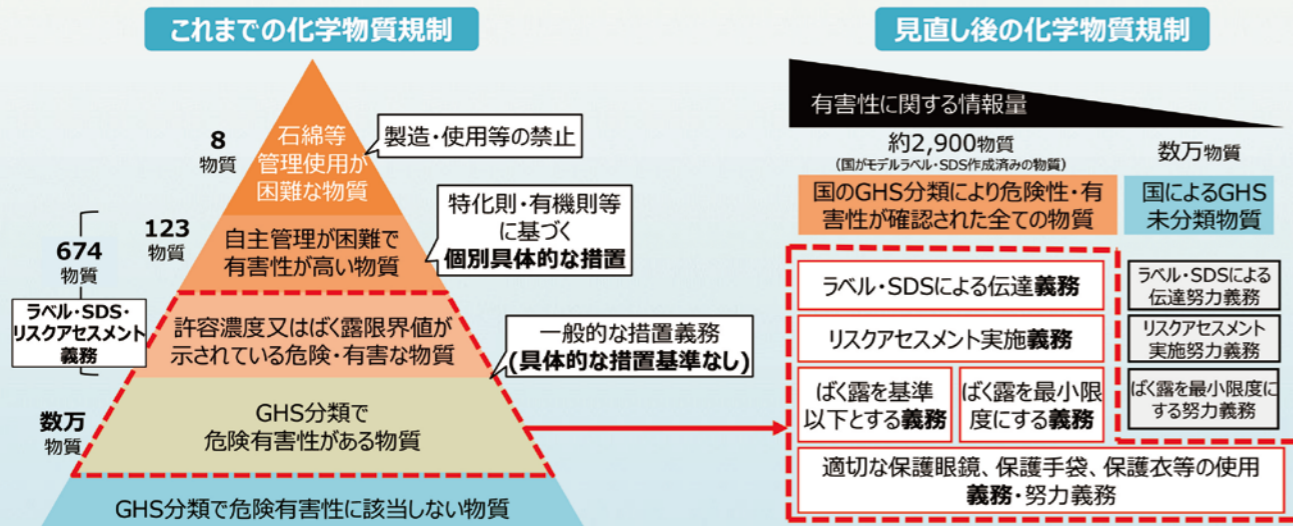 これまでの化学物質規制
8
物質
石綿等
管理使用が
困難な物質
製造・使用等の禁止
123
物質
自主管理が困難で
有害性が高い物質
特化則・有機則等
に基づく
個別具体的な措置
674
物質
ラベル・SDS・
リスクアセスメント
義務
許容濃度又はばく露限界値が
示されている危険・有害な物質
一般的な措置義務
(具体的な措置基準なし)
数万
物質
GHS分類で
危険有害性がある物質
GHS分類で危険有害性に該当しない物質
見直し後の化学物質規制
有害性に関する情報量
約2,900物質
(国がモデルラベル・SDS作成済みの物質)
数万物質
国のGHS分類により危険性・有
害性が確認された全ての物質
国によるGHS
未分類物質
ラベル・SDSによる伝達義務
ラベル・SDSによる
伝達努力義務
リスクアセスメント実施義務
リスクアセスメント
実施努力義務
ばく露を基準
以下とする義務
ばく露を最小限
度にする義務
ばく露を最小限度に
する努力義務
適切な保護眼鏡、保護手袋、保護衣等の使用
義務・努力義務